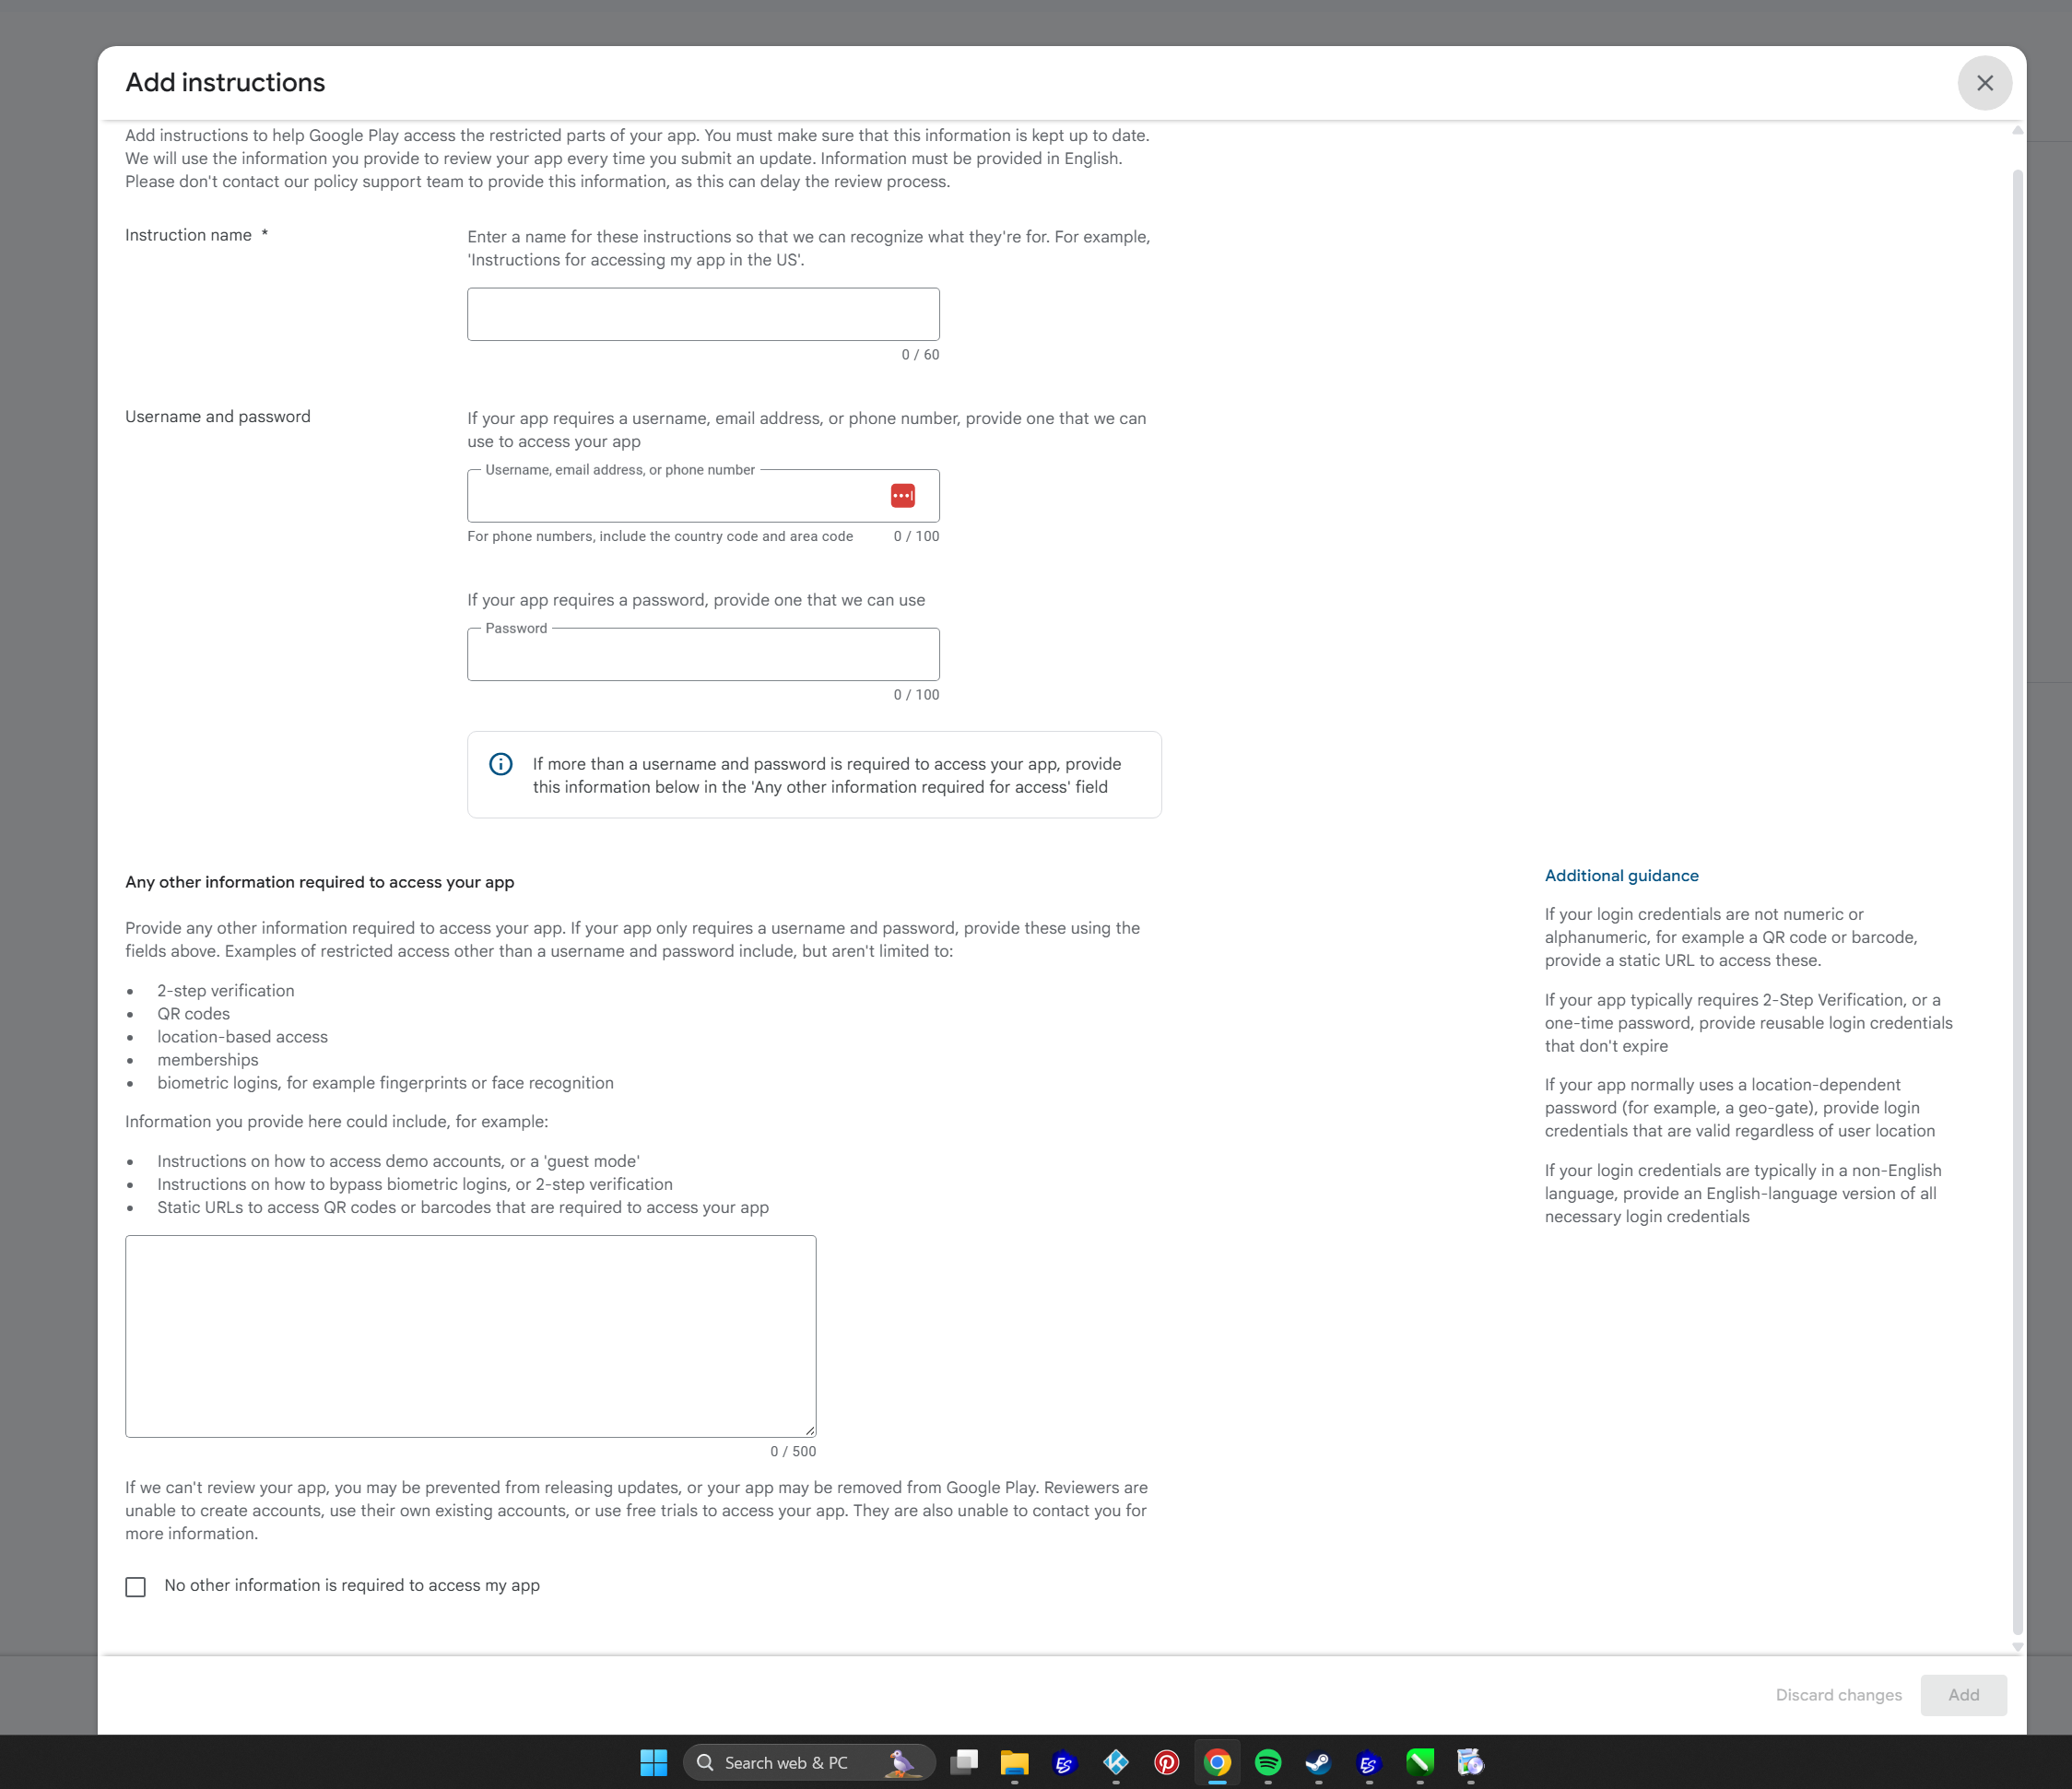 Add instructions
Add instructions to help Google Play access the restricted parts of your app. You must make sure that this information is kept up to date.
We will use the information you provide to review your app every time you submit an update. Information must be provided in English.
Please don't contact our policy support team to provide this information, as this can delay the review process.
Instruction name *
Enter a name for these instructions so that we can recognize what they're for. For example,
'Instructions for accessing my app in the US'.
0 / 60
Username and password
If your app requires a username, email address, or phone number, provide one that we can
use to access your app
Username, email address, or phone number
For phone numbers, include the country code and area code 0 / 100
If your app requires a password, provide one that we can use
Password
0 / 100
If more than a username and password is required to access your app, provide
this information below in the 'Any other information required for access' field
Any other information required to access your app
Provide any other information required to access your app. If your app only requires a username and password, provide these using the
fields above. Examples of restricted access other than a username and password include, but aren't limited to:
• 2-step verification
• QR codes
• location-based access
• memberships
• biometric logins, for example fingerprints or face recognition
Information you provide here could include, for example:
• Instructions on how to access demo accounts, or a 'guest mode'
• Instructions on how to bypass biometric logins, or 2-step verification
• Static URLs to access QR codes or barcodes that are required to access your app
0 / 500
If we can't review your app, you may be prevented from releasing updates, or your app may be removed from Google Play. Reviewers are
unable to create accounts, use their own existing accounts, or use free trials to access your app. They are also unable to contact you for
more information.
No other information is required to access my app
Additional guidance
If your login credentials are not numeric or
alphanumeric, for example a QR code or barcode,
provide a static URL to access these.
If your app typically requires 2-Step Verification, or a
one-time password, provide reusable login credentials
that don't expire
If your app normally uses a location-dependent
password (for example, a geo-gate), provide login
credentials that are valid regardless of user location
If your login credentials are typically in a non-English
language, provide an English-language version of all
necessary login credentials
Discard changes
Add
Search web & PC
ES
ES